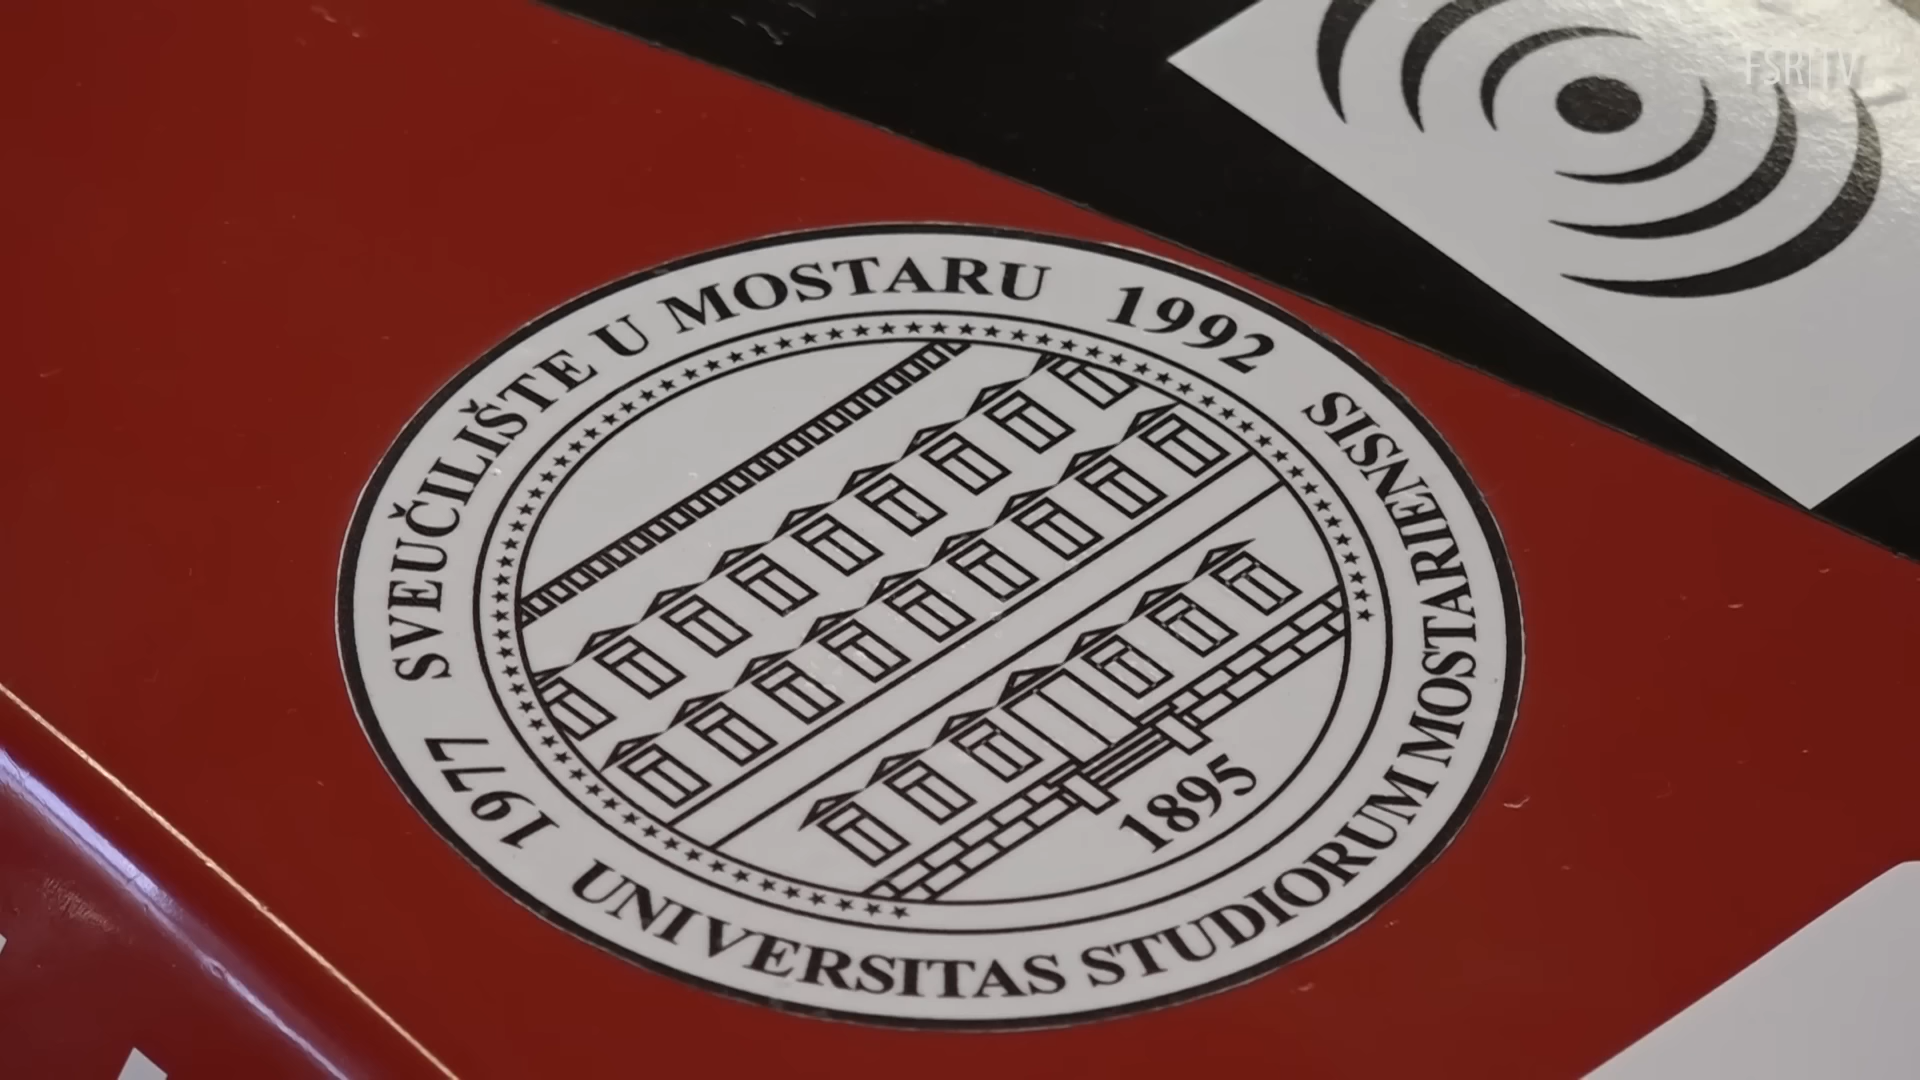 FSR||TV
SVEUČILIŠTE U MOSTARU 1992
UNIVERSITAS STUDIORUM MOSTARIENSIS
1977
1895